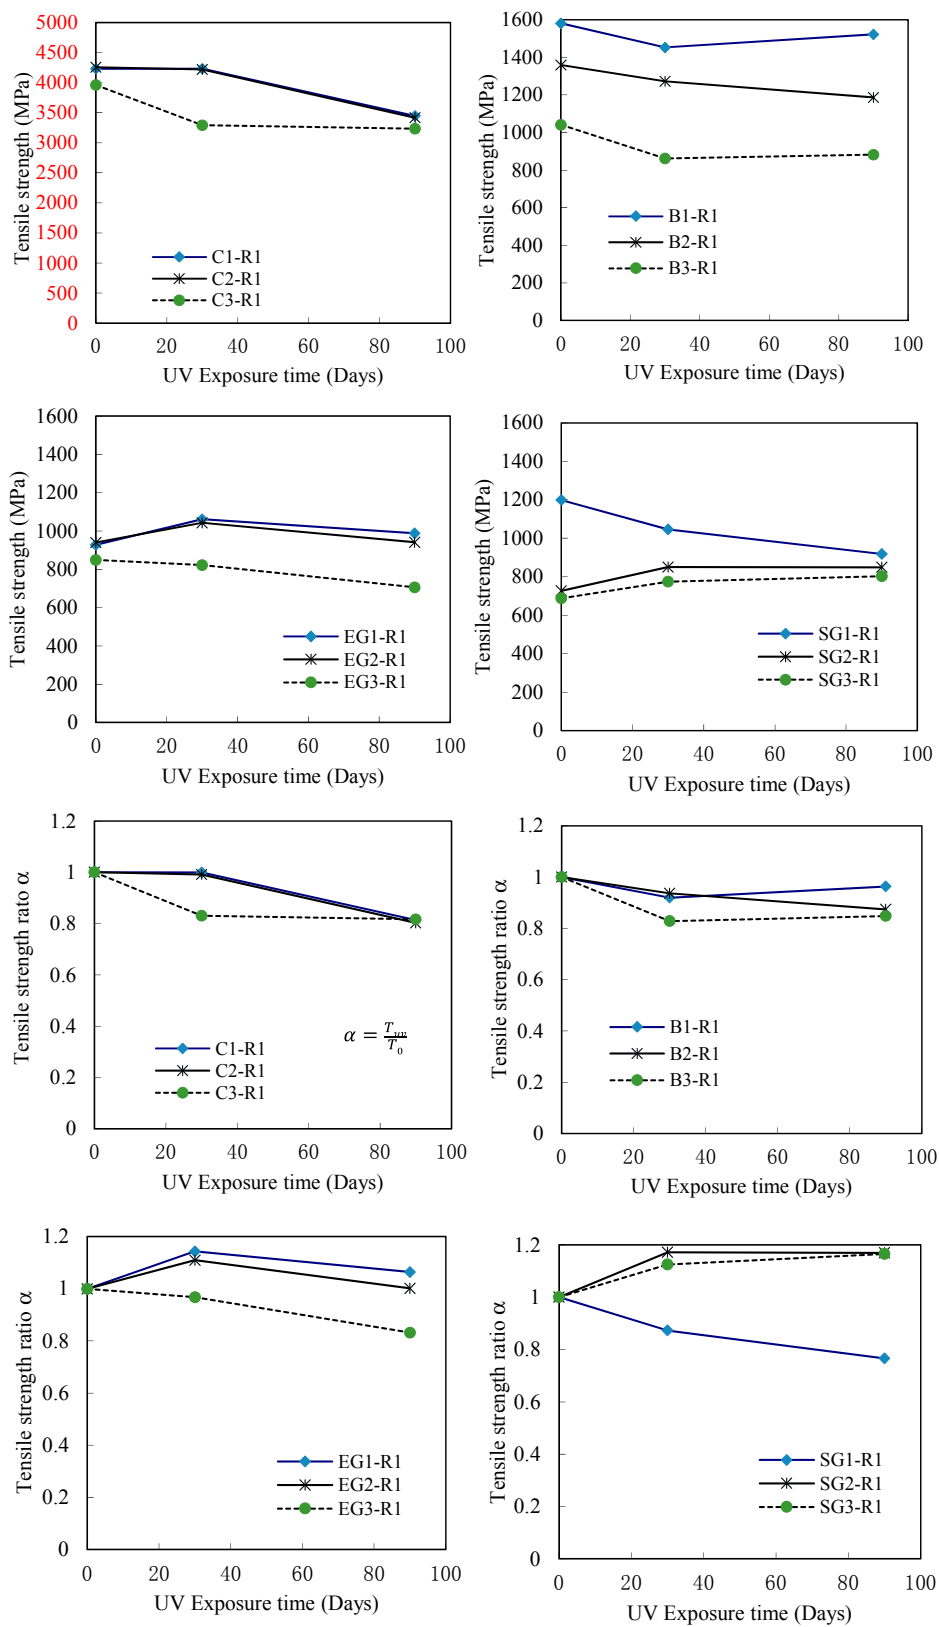 Tensile strength (MPa)
5000
4500
4000
3500
3000
2500
2000
1500
1000
500
0
C1-R1
C2-R1
C3-R1
0 20 40 60 80 100
UV Exposure time (Days)
Tensile strength (MPa)
1600
1400
1200
1000
800
600
400
200
0
B1-R1
B2-R1
B3-R1
0 20 40 60 80 100
UV Exposure time (Days)
Tensile strength (MPa)
1600
1400
1200
1000
800
600
400
200
0
EG1-R1
EG2-R1
EG3-R1
0 20 40 60 80 100
UV Exposure time (Days)
Tensile strength (MPa)
1600
1400
1200
1000
800
600
400
200
0
SG1-R1
SG2-R1
SG3-R1
0 20 40 60 80 100
UV Exposure time (Days)
Tensile strength ratio α
1.2
1
0.8
0.6
0.4
0.2
0
α = T_uv / T_0
C1-R1
C2-R1
C3-R1
0 20 40 60 80 100
UV Exposure time (Days)
Tensile strength ratio α
1.2
1
0.8
0.6
0.4
0.2
0
B1-R1
B2-R1
B3-R1
0 20 40 60 80 100
UV Exposure time (Days)
Tensile strength ratio α
1.2
1
0.8
0.6
0.4
0.2
0
EG1-R1
EG2-R1
EG3-R1
0 20 40 60 80 100
UV Exposure time (Days)
Tensile strength ratio α
1.2
1
0.8
0.6
0.4
0.2
0
SG1-R1
SG2-R1
SG3-R1
0 20 40 60 80 100
UV Exposure time (Days)